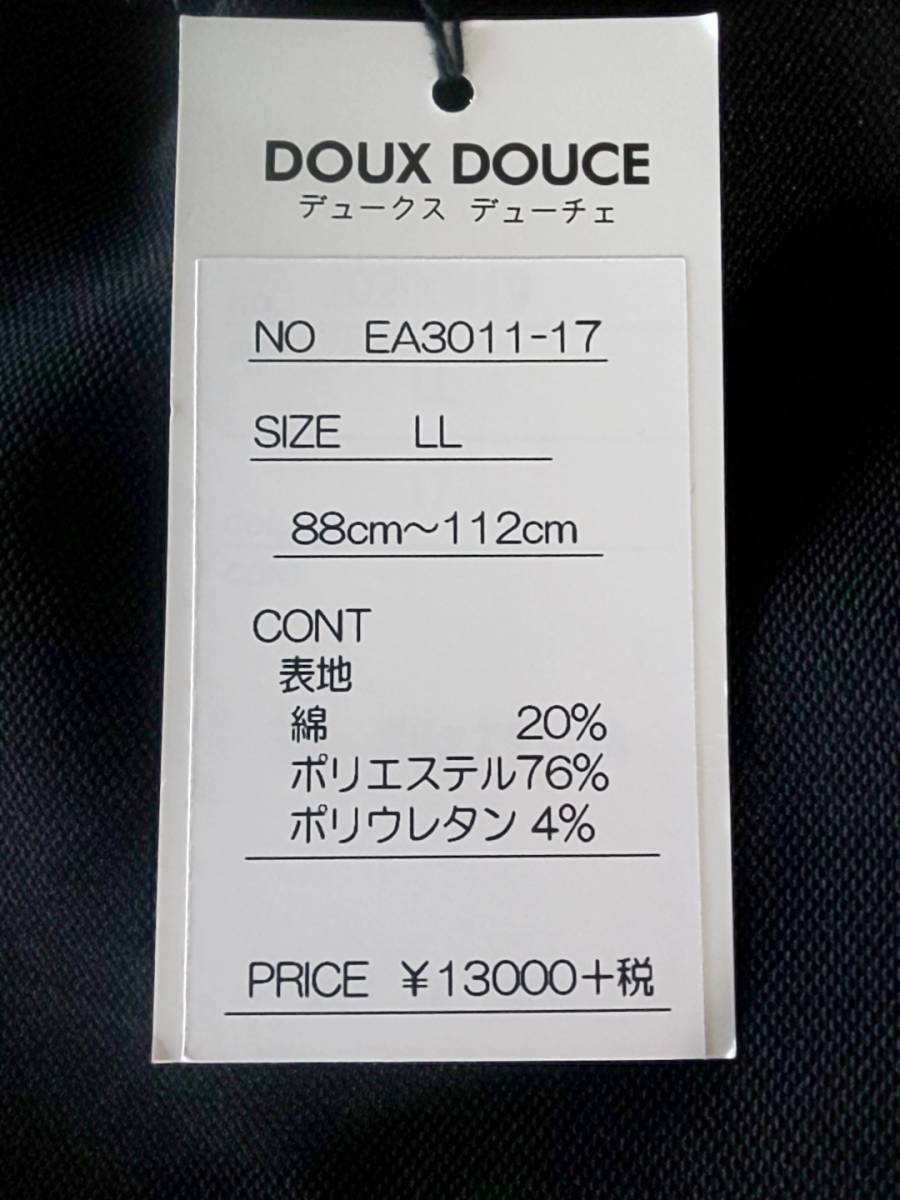 DOUX DOUCE
デュークス デューチェ
NO EA3011-17
SIZE LL
88cm～112cm
CONT
表地
綿 20%
ポリエステル76%
ポリウレタン 4%
PRICE ¥13000+税